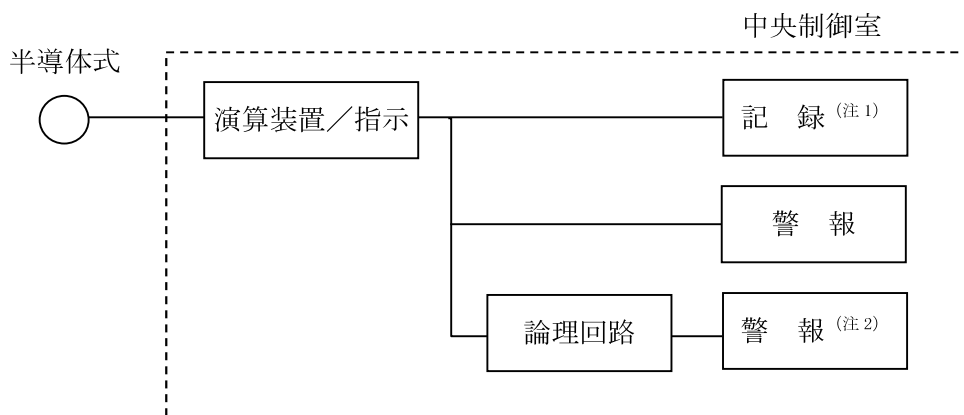 中央制御室
半導体式
演算装置／指示
記 録（注1）
警 報
論理回路
警 報（注2）